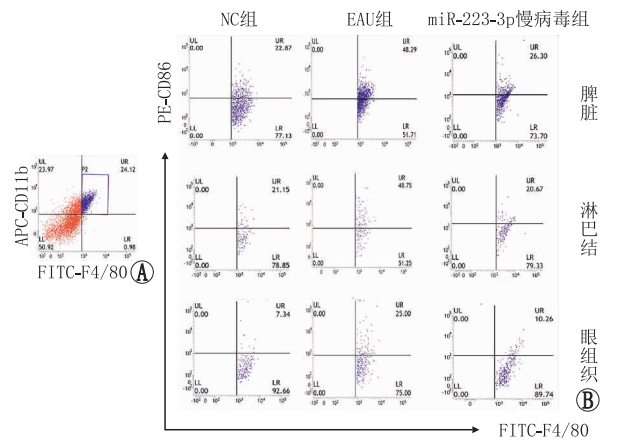 NC组 EAU组 miR-223-3p慢病毒组
PE-CD86
UL 0.00 UR 22.87
LL 0.00 LR 77.13
UL 0.00 UR 48.29
LL 0.00 LR 51.71
UL 0.00 UR 26.30
LL 0.00 LR 73.70
脾脏
APC-CD11b
UL 23.97 P2 UR 24.12
LL 50.92 LR 0.98
FITC-F4/80 A
UL 0.00 UR 21.15
LL 0.00 LR 78.85
UL 0.00 UR 48.75
LL 0.00 LR 51.25
UL 0.00 UR 20.67
LL 0.00 LR 79.33
淋巴结
UL 0.00 UR 7.34
LL 0.00 LR 92.66
UL 0.00 UR 25.00
LL 0.00 LR 75.00
UL 0.00 UR 10.26
LL 0.00 LR 89.74
眼组织
B
FITC-F4/80